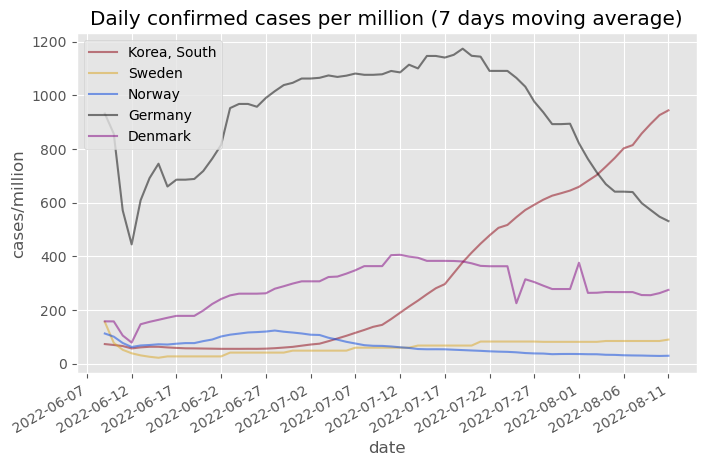 Daily confirmed cases per million (7 days moving average)
1200
1000
800
600
400
200
0
cases/million
Korea, South
Sweden
Norway
Germany
Denmark
2022-06-07
2022-06-12
2022-06-17
2022-06-22
2022-06-27
2022-07-02
2022-07-07
2022-07-12
2022-07-17
2022-07-22
2022-07-27
2022-08-01
2022-08-06
2022-08-11
date